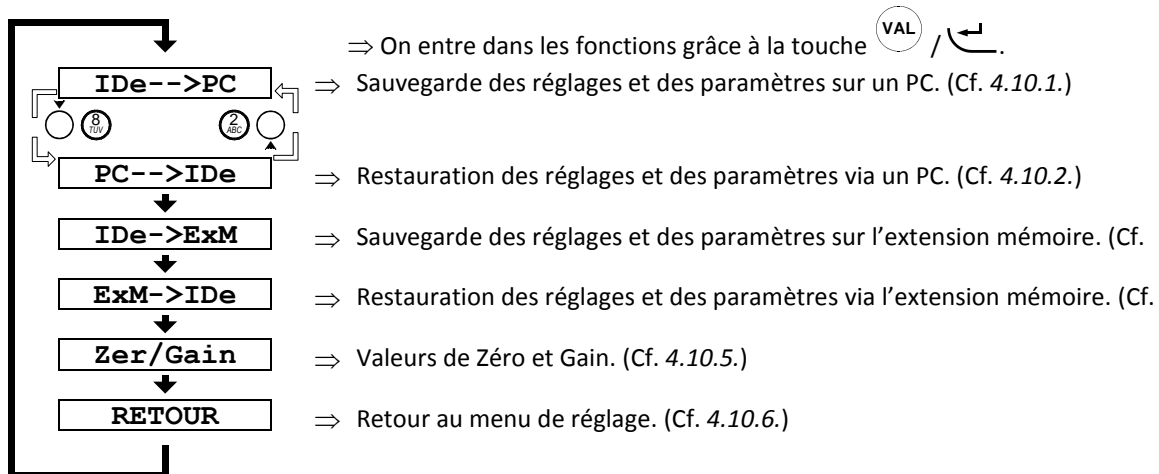 ⇒ On entre dans les fonctions grâce à la touche VAL / .
IDe-->PC ⇒ Sauvegarde des réglages et des paramètres sur un PC. (Cf. 4.10.1.)
8 TUV 2 ABC
PC-->IDe ⇒ Restauration des réglages et des paramètres via un PC. (Cf. 4.10.2.)
IDe->ExM ⇒ Sauvegarde des réglages et des paramètres sur l’extension mémoire. (Cf.
ExM->IDe ⇒ Restauration des réglages et des paramètres via l’extension mémoire. (Cf.
Zer/Gain ⇒ Valeurs de Zéro et Gain. (Cf. 4.10.5.)
RETOUR ⇒ Retour au menu de réglage. (Cf. 4.10.6.)